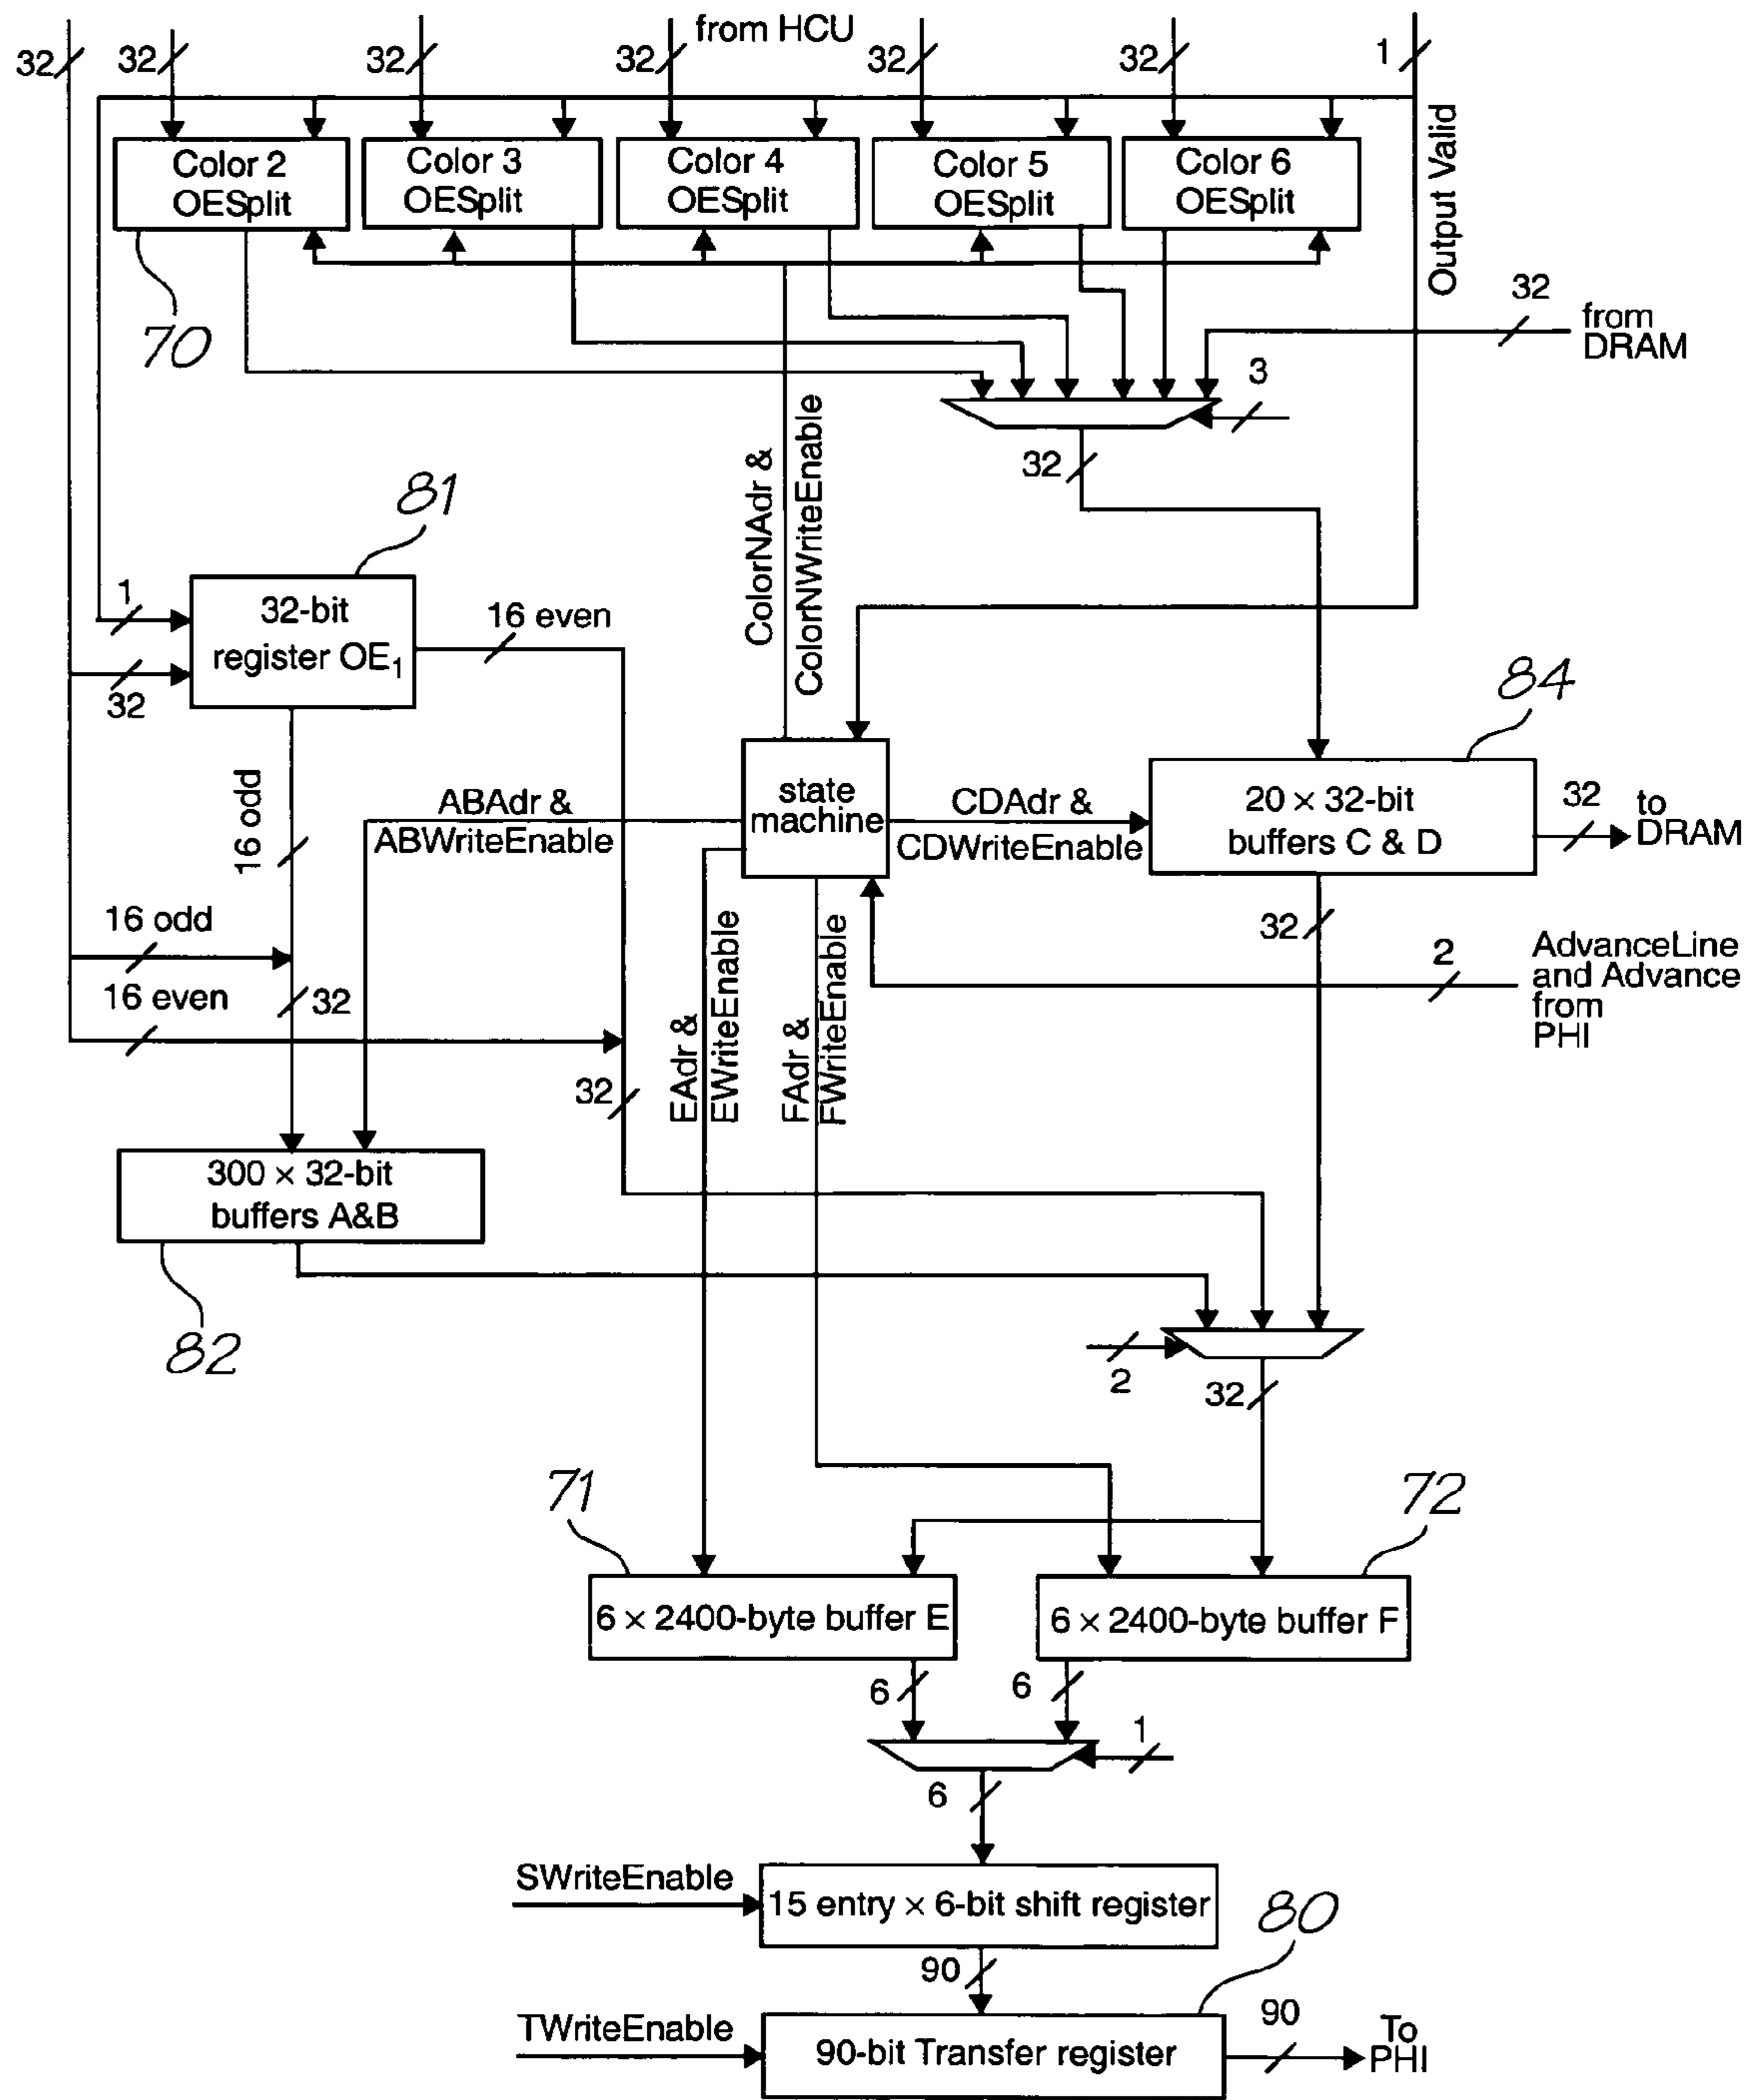 from HCU
32
32
32
32
32
32
1
Color 2
OESplit
Color 3
OESplit
Color 4
OESplit
Color 5
OESplit
Color 6
OESplit
Output Valid
70
32
from
DRAM
3
32
ColorNAdr &
ColorNWriteEnable
81
1
32-bit
register OE1
16 even
32
84
16 odd
ABAdr &
ABWriteEnable
state
machine
CDAdr &
CDWriteEnable
20 × 32-bit
buffers C & D
32
to
DRAM
16 odd
16 even
32
32
EAdr &
EWriteEnable
FAdr &
FWriteEnable
32
2
AdvanceLine
and Advance
from
PHI
300 × 32-bit
buffers A&B
82
2
32
71
72
6 × 2400-byte buffer E
6 × 2400-byte buffer F
6
6
1
6
SWriteEnable
15 entry × 6-bit shift register
80
90
TWriteEnable
90-bit Transfer register
90
To
PHI